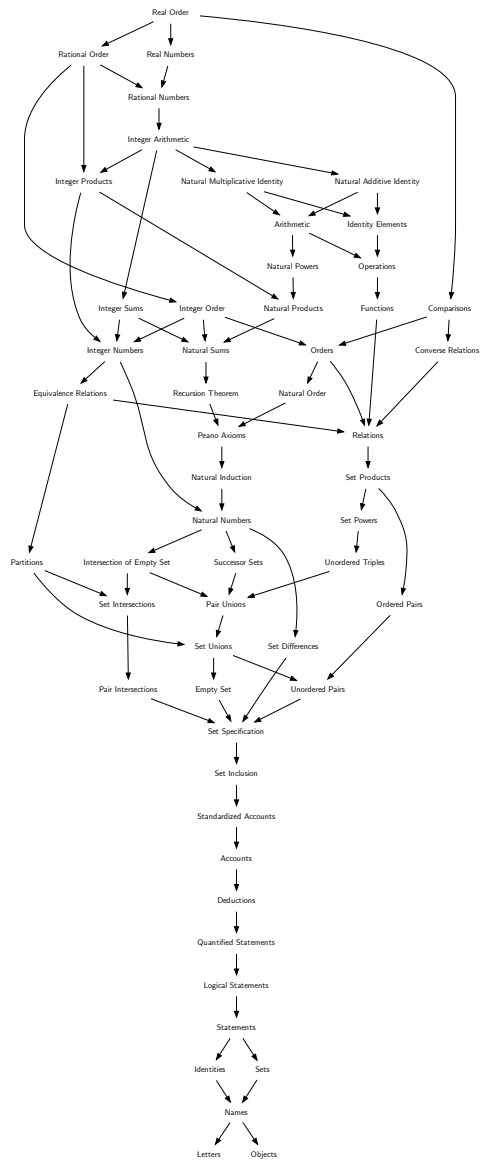 Real Order
Rational Order
Real Numbers
Rational Numbers
Integer Arithmetic
Integer Products
Natural Multiplicative Identity
Natural Additive Identity
Arithmetic
Identity Elements
Natural Powers
Operations
Integer Sums
Integer Order
Natural Products
Functions
Comparisons
Integer Numbers
Natural Sums
Orders
Converse Relations
Equivalence Relations
Recursion Theorem
Natural Order
Peano Axioms
Relations
Natural Induction
Set Products
Natural Numbers
Set Powers
Partitions
Intersection of Empty Set
Successor Sets
Unordered Triples
Set Intersections
Pair Unions
Ordered Pairs
Set Unions
Set Differences
Pair Intersections
Empty Set
Unordered Pairs
Set Specification
Set Inclusion
Standardized Accounts
Accounts
Deductions
Quantified Statements
Logical Statements
Statements
Identities
Sets
Names
Letters
Objects